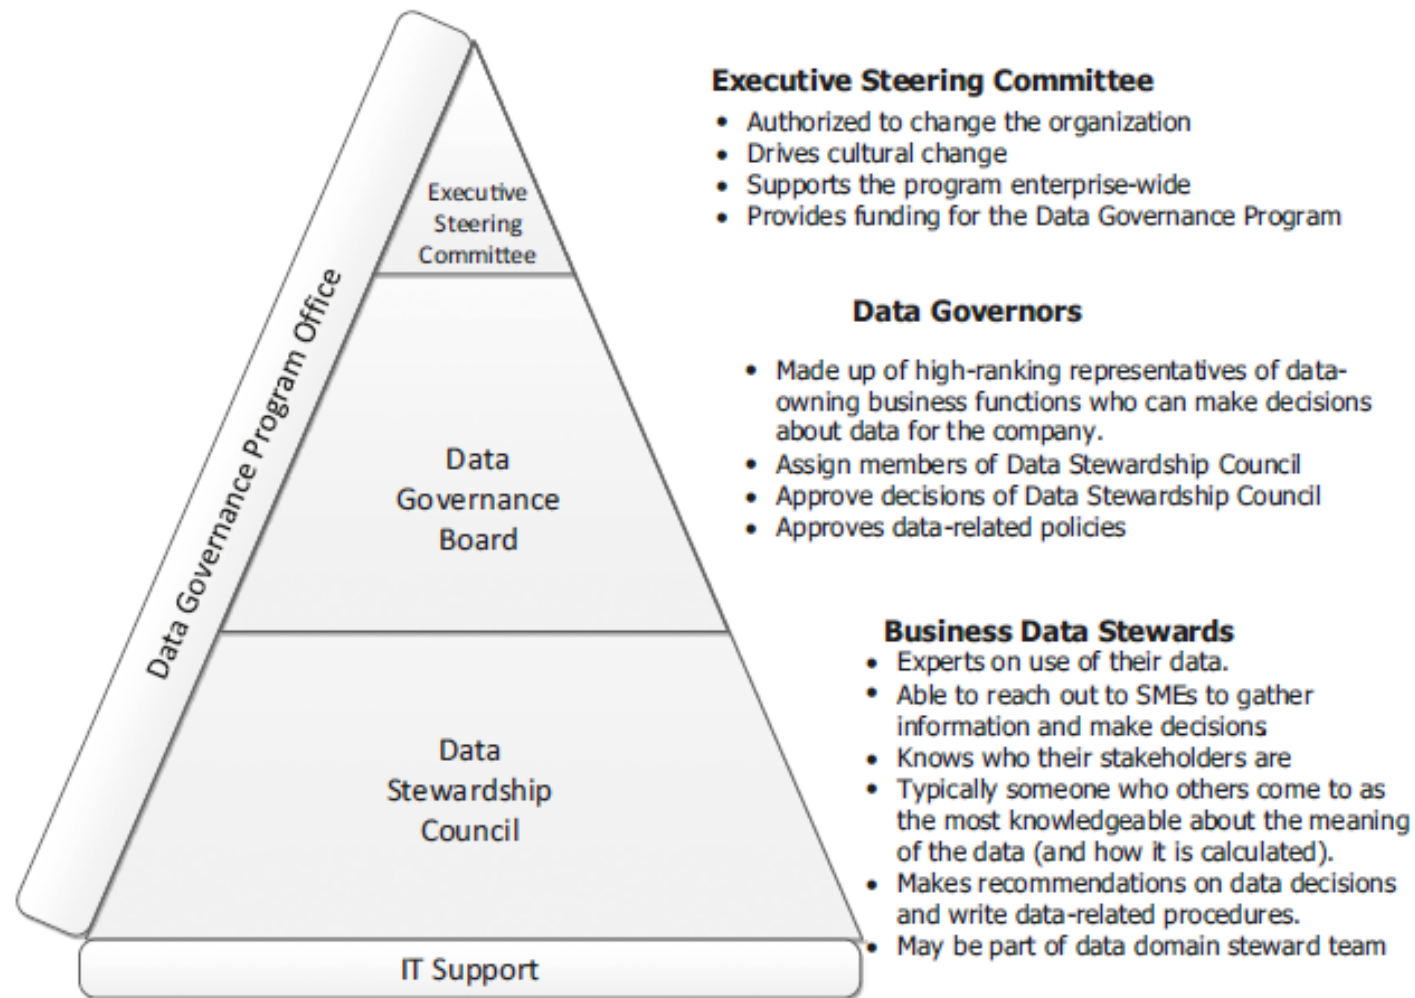 Data Governance Program Office
Executive
Steering
Committee
Data
Governance
Board
Data
Stewardship
Council
IT Support
Executive Steering Committee
• Authorized to change the organization
• Drives cultural change
• Supports the program enterprise-wide
• Provides funding for the Data Governance Program
Data Governors
• Made up of high-ranking representatives of data-
owning business functions who can make decisions
about data for the company.
• Assign members of Data Stewardship Council
• Approve decisions of Data Stewardship Council
• Approves data-related policies
Business Data Stewards
• Experts on use of their data.
• Able to reach out to SMEs to gather
information and make decisions
• Knows who their stakeholders are
• Typically someone who others come to as
the most knowledgeable about the meaning
of the data (and how it is calculated).
• Makes recommendations on data decisions
and write data-related procedures.
• May be part of data domain steward team